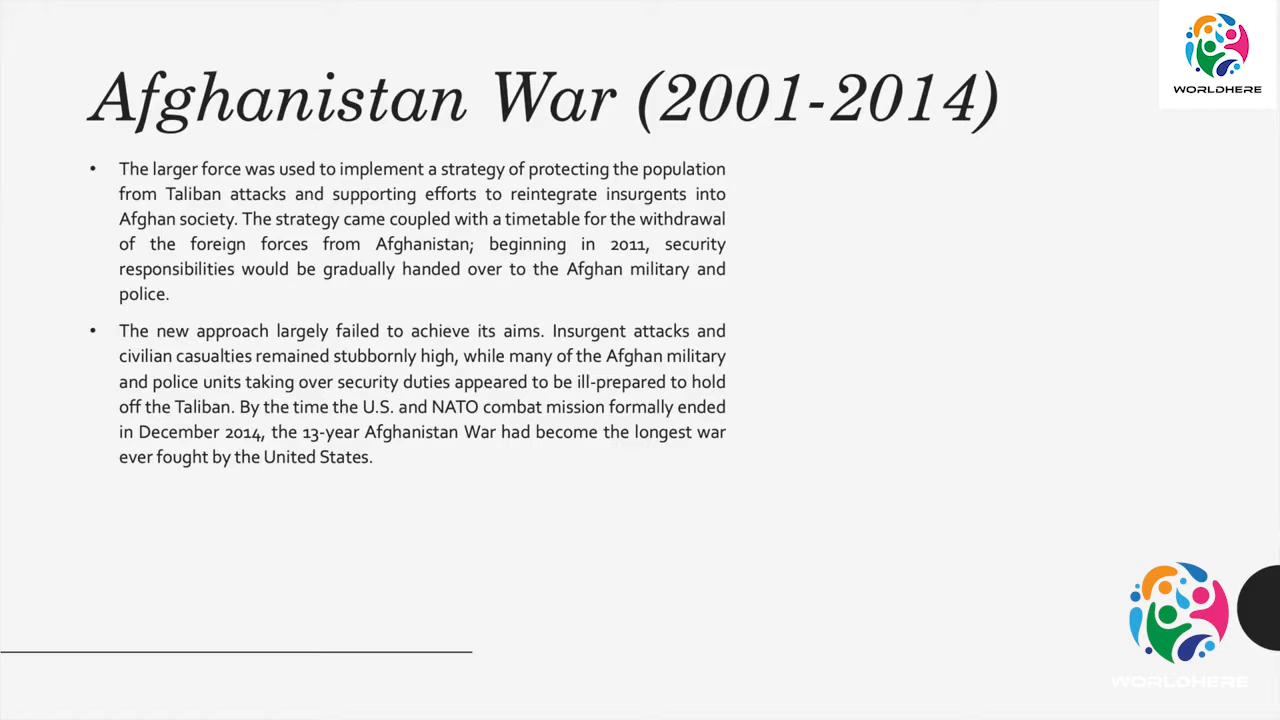 Afghanistan War (2001-2014)
WORLDHERE
• The larger force was used to implement a strategy of protecting the population
from Taliban attacks and supporting efforts to reintegrate insurgents into
Afghan society. The strategy came coupled with a timetable for the withdrawal
of the foreign forces from Afghanistan; beginning in 2011, security
responsibilities would be gradually handed over to the Afghan military and
police.
• The new approach largely failed to achieve its aims. Insurgent attacks and
civilian casualties remained stubbornly high, while many of the Afghan military
and police units taking over security duties appeared to be ill-prepared to hold
off the Taliban. By the time the U.S. and NATO combat mission formally ended
in December 2014, the 13-year Afghanistan War had become the longest war
ever fought by the United States.
WORLDHERE